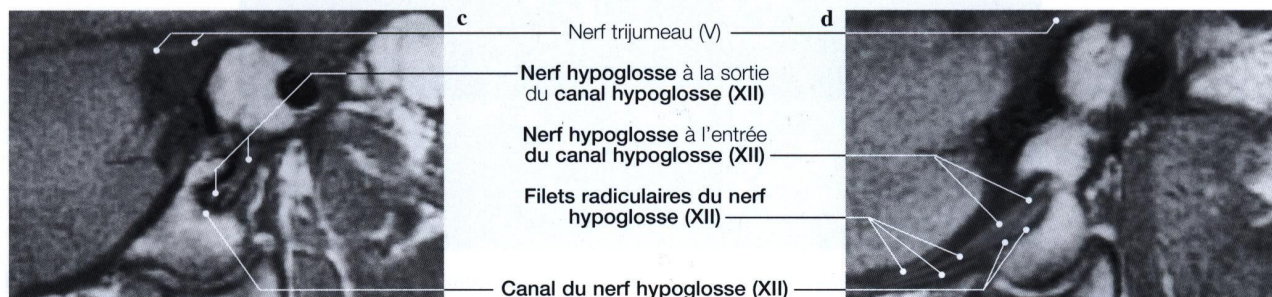 c
d
Nerf trijumeau (V)
Nerf hypoglosse à la sortie
du canal hypoglosse (XII)
Nerf hypoglosse à l'entrée
du canal hypoglosse (XII)
Filets radiculaires du nerf
hypoglosse (XII)
Canal du nerf hypoglosse (XII)